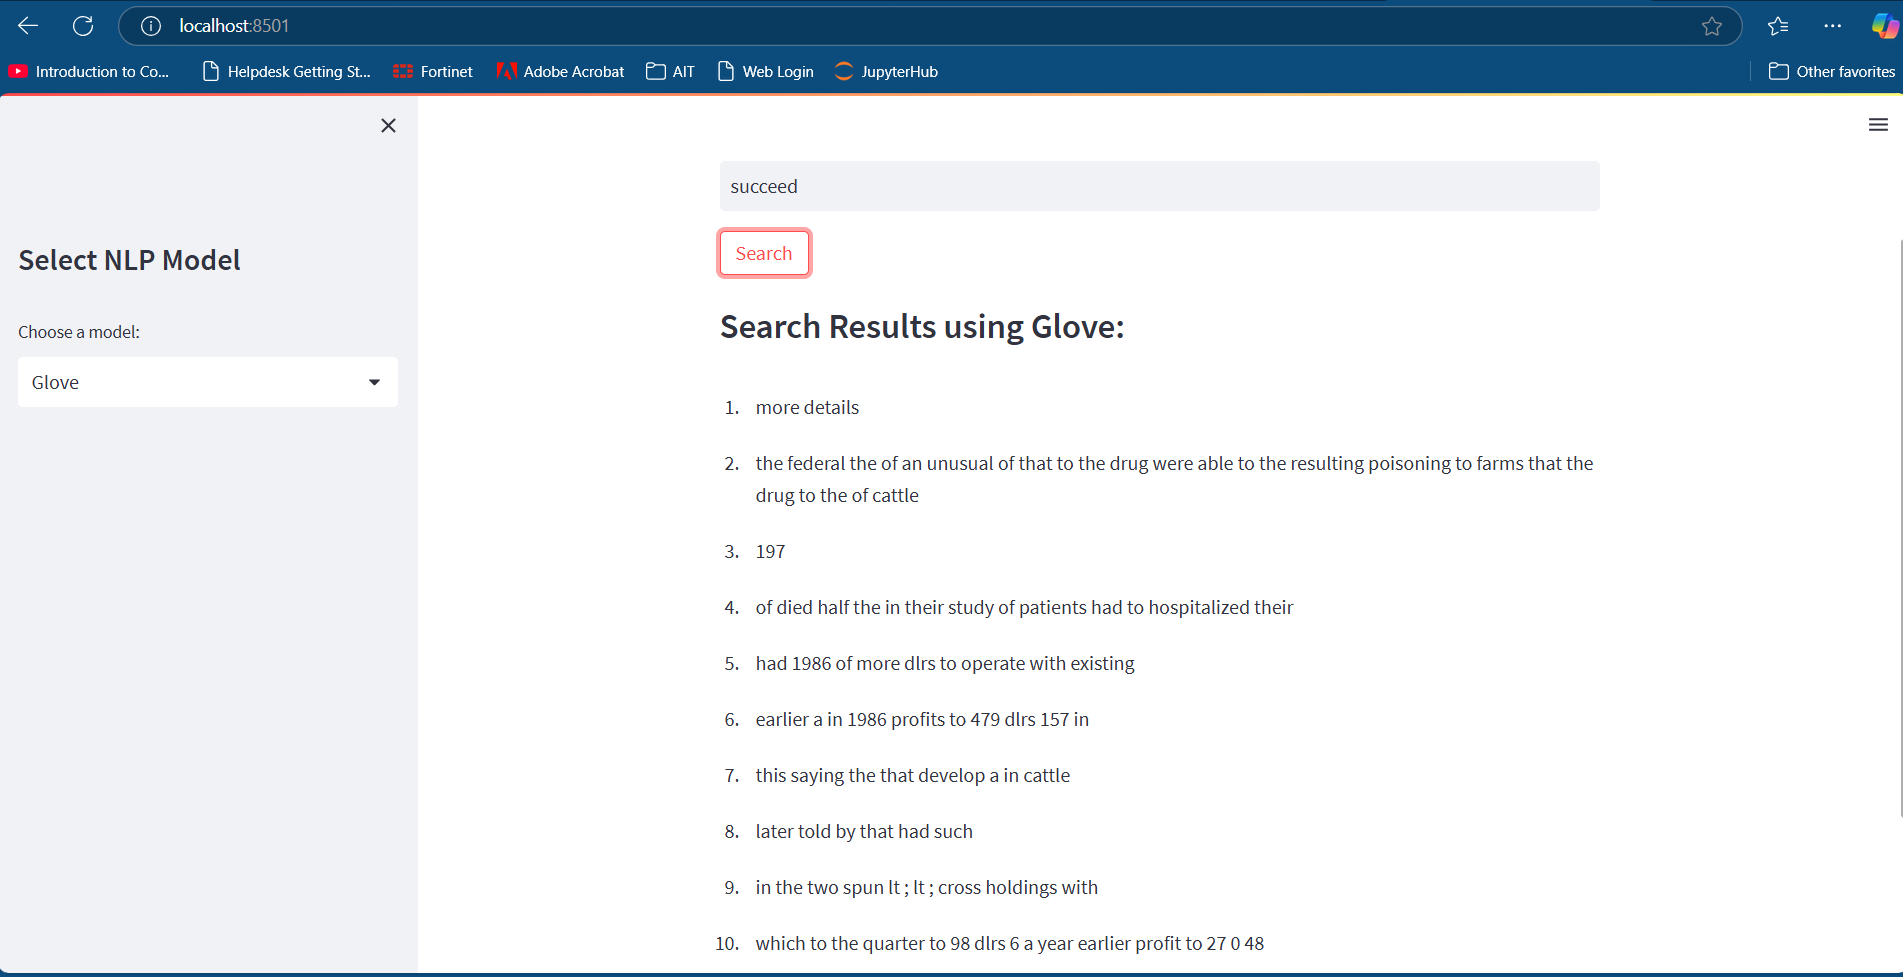 localhost:8501
Introduction to Co... Helpdesk Getting St... Fortinet Adobe Acrobat AIT Web Login JupyterHub Other favorites
succeed
Search
Select NLP Model
Choose a model:
Glove
Search Results using Glove:
1. more details
2. the federal the of an unusual of that to the drug were able to the resulting poisoning to farms that the
drug to the of cattle
3. 197
4. of died half the in their study of patients had to hospitalized their
5. had 1986 of more dlrs to operate with existing
6. earlier a in 1986 profits to 479 dlrs 157 in
7. this saying the that develop a in cattle
8. later told by that had such
9. in the two spun lt ; lt ; cross holdings with
10. which to the quarter to 98 dlrs 6 a year earlier profit to 27 0 48